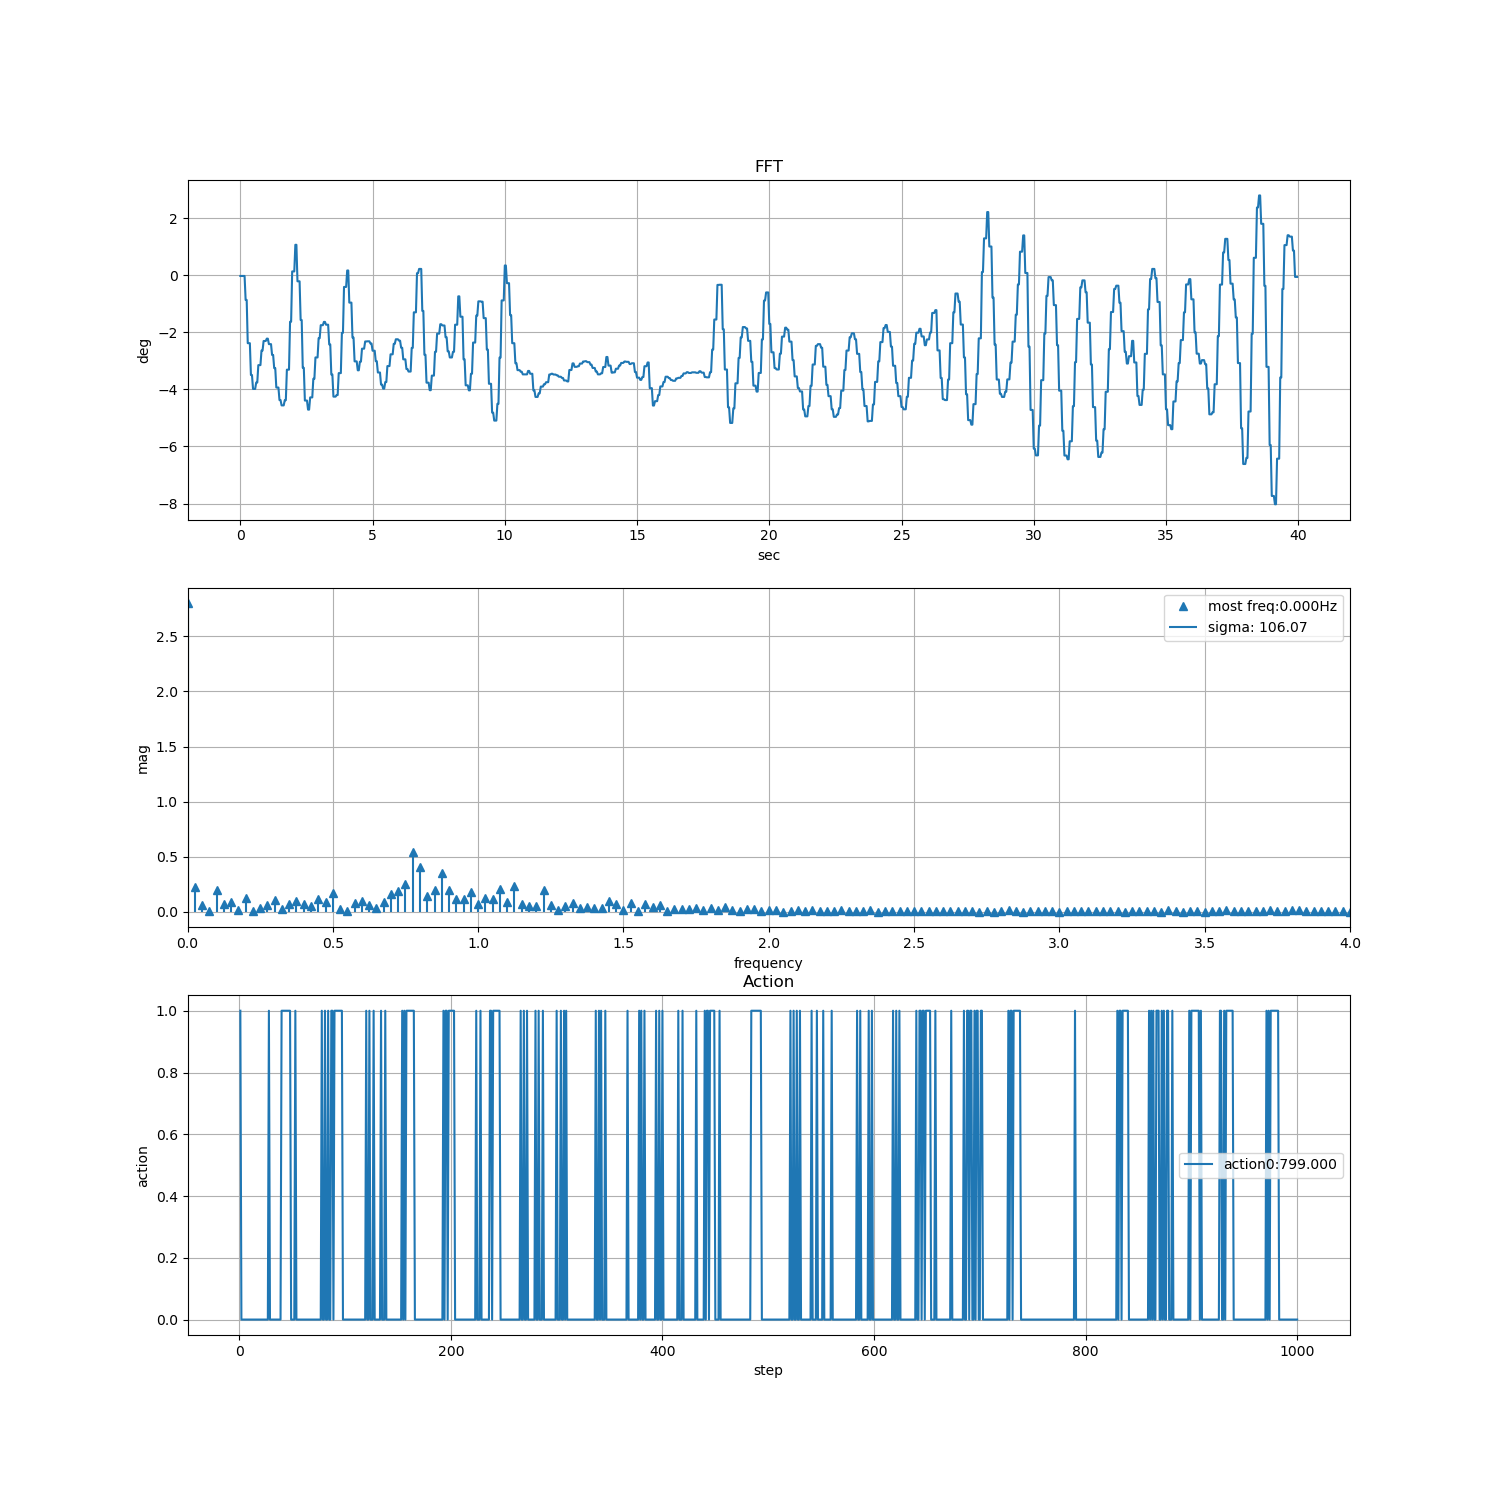 FFT
2
0
−2
−4
−6
−8
deg
0 5 10 15 20 25 30 35 40
sec
most freq:0.000Hz
sigma: 106.07
2.5
2.0
1.5
1.0
0.5
0.0
mag
0.0 0.5 1.0 1.5 2.0 2.5 3.0 3.5 4.0
frequency
Action
1.0
0.8
0.6
0.4
0.2
0.0
action
action0:799.000
0 200 400 600 800 1000
step